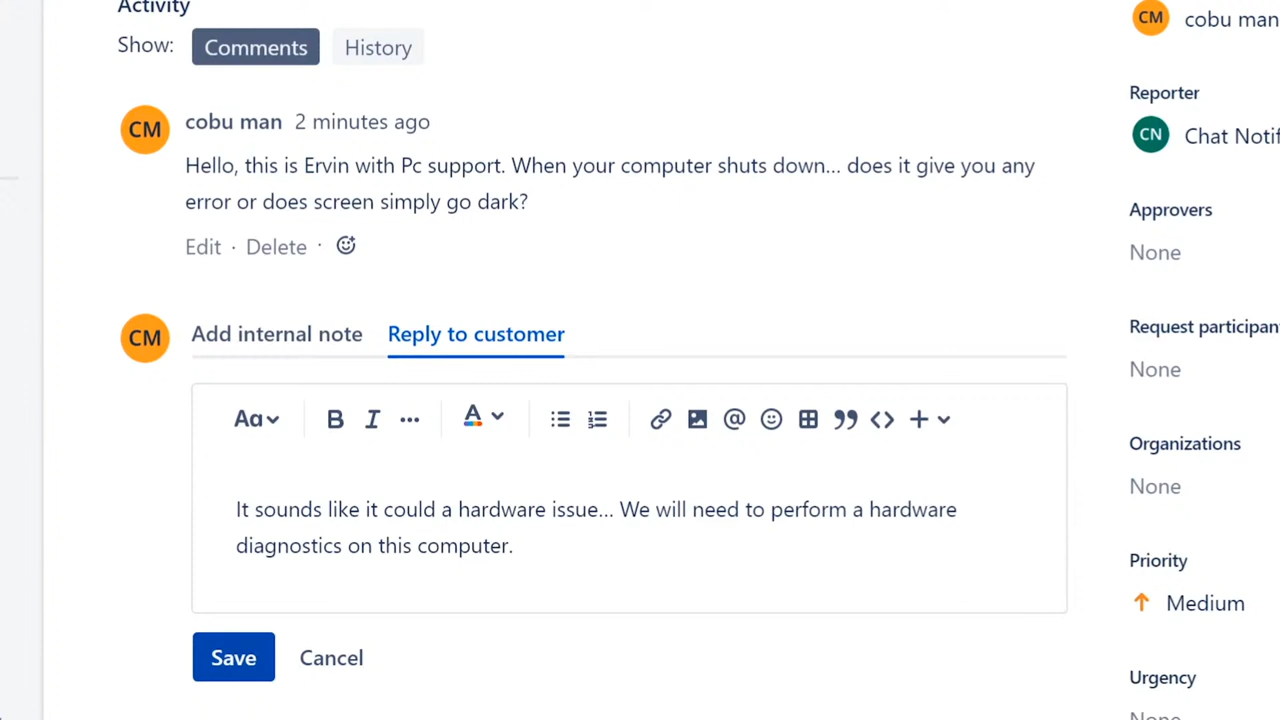 Activity
CM cobu man
Show: Comments History
Reporter
CM cobu man 2 minutes ago
CN Chat Notif
Hello, this is Ervin with Pc support. When your computer shuts down... does it give you any
error or does screen simply go dark?
Approvers
None
Edit · Delete ·
CM Add internal note Reply to customer
Request participan
None
Aa B I ... A @ +
Organizations
None
It sounds like it could a hardware issue... We will need to perform a hardware
diagnostics on this computer.
Priority
Medium
Save Cancel
Urgency
None